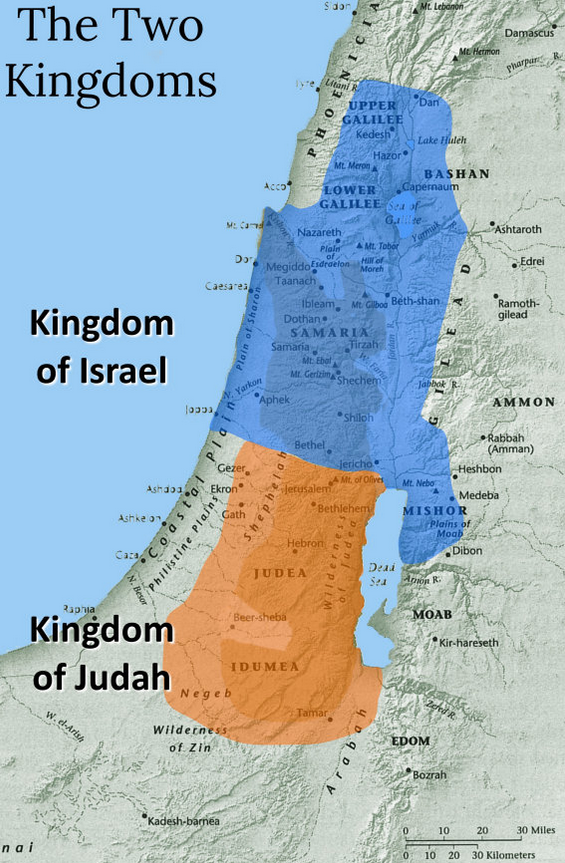 The Two
Kingdoms
Sidon
Mt. Lebanon
Damascus
PHOENICIA
Mt. Hermon
Pharpar R.
Tyre
Litani R.
UPPER
GALILEE
Dan
Kedesh
Lake Huleh
Hazor
Mt. Meron
BASHAN
Acco
LOWER
GALILEE
Capernaum
Sea of
Galilee
Mt. Carmel
Kishon R.
Nazareth
Yarmuk
Ashtaroth
Mt. Tabor
Plain
of
Esdraelon
Hill of
Moreh
Dor
Megiddo
Taanach
Edrei
Caesarea
Plain of Sharon
Ibleam
Mt. Gilboa
Beth-shan
Ramoth-
gilead
Dothan
GILEAD
Kingdom
of Israel
SAMARIA
Jordan R.
Samaria
Tirzah
Mt. Ebal
W. Faria
Mt. Gerizim
Shechem
Jabbok R.
N. Yarkon
Aphek
AMMON
Joppa
Shiloh
Rabbah
(Amman)
Bethel
Jericho
Coastal Plain
Gezer
Shephelah
Mt. of Olives
Heshbon
Mt. Nebo
Ashdod
Ekron
Jerusalem
Medeba
Gath
Bethlehem
MISHOR
Plains of
Moab
Ashkelon
Philistine Plains
Wilderness
of Judea
Hebron
Dibon
Gaza
Dead
Sea
JUDEA
Arnon R.
N. Besor
Raphia
Beer-sheba
MOAB
Kingdom
of Judah
Kir-hareseth
IDUMEA
Negeb
Zered R.
W. el-Arish
Tamar
Wilderness
of Zin
Arabah
EDOM
Bozrah
Kadesh-barnea
nai
0 10 20 30 Miles
0 10 20 30 Kilometers